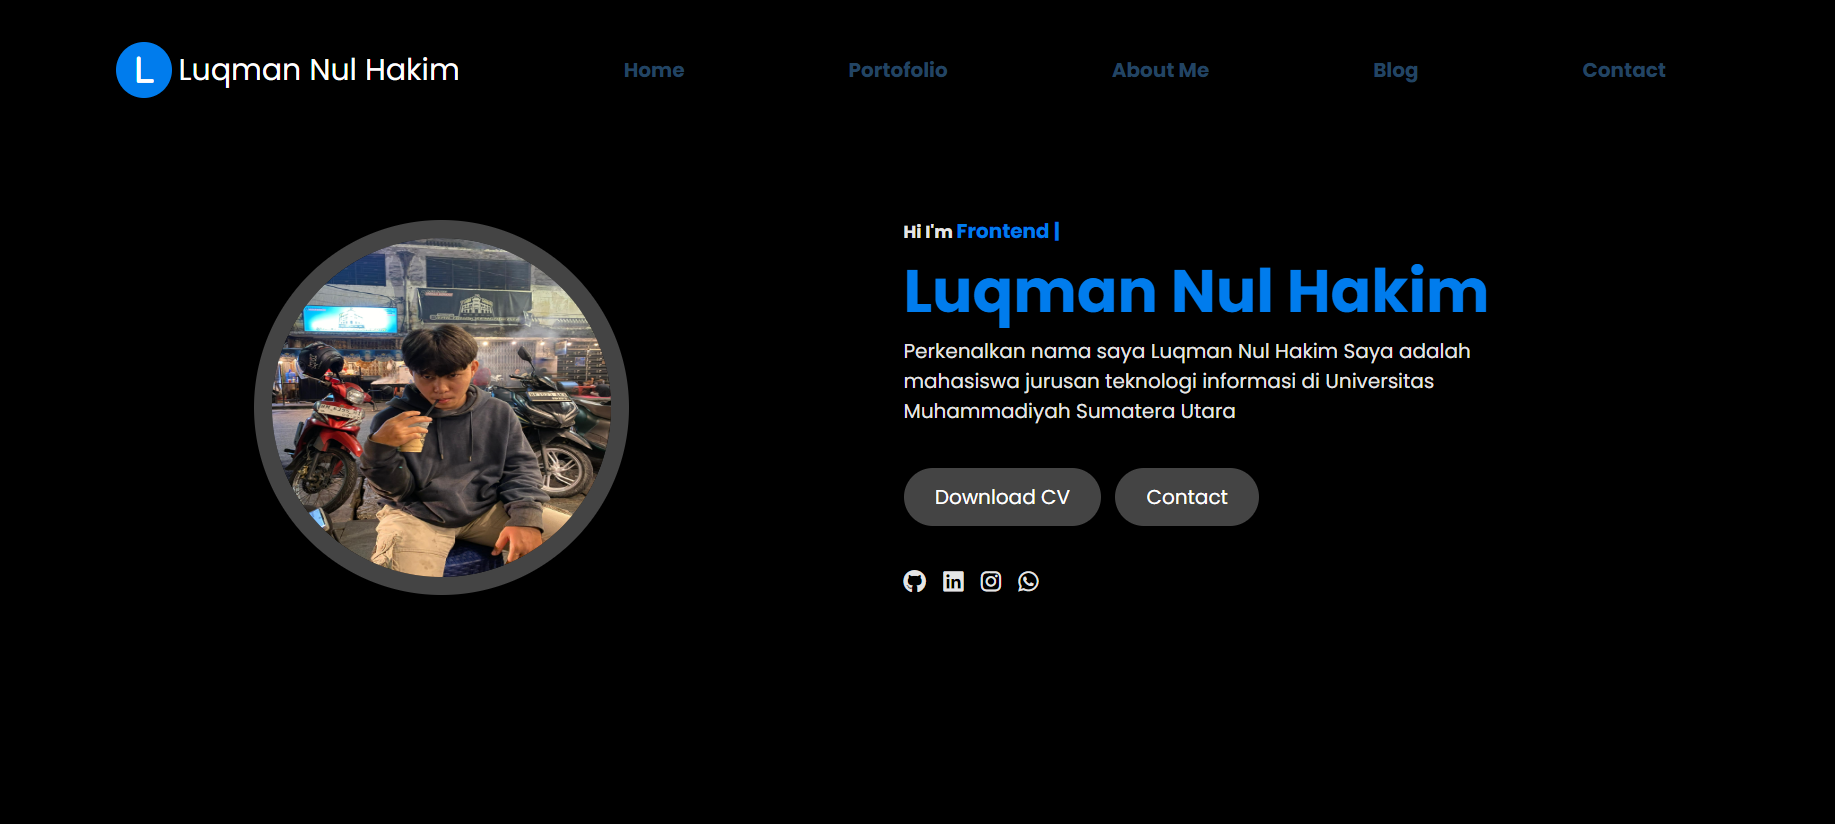 L Luqman Nul Hakim Home Portofolio About Me Blog Contact
Hi I'm Frontend |
Luqman Nul Hakim
Perkenalkan nama saya Luqman Nul Hakim Saya adalah
mahasiswa jurusan teknologi informasi di Universitas
Muhammadiyah Sumatera Utara
Download CV Contact
in